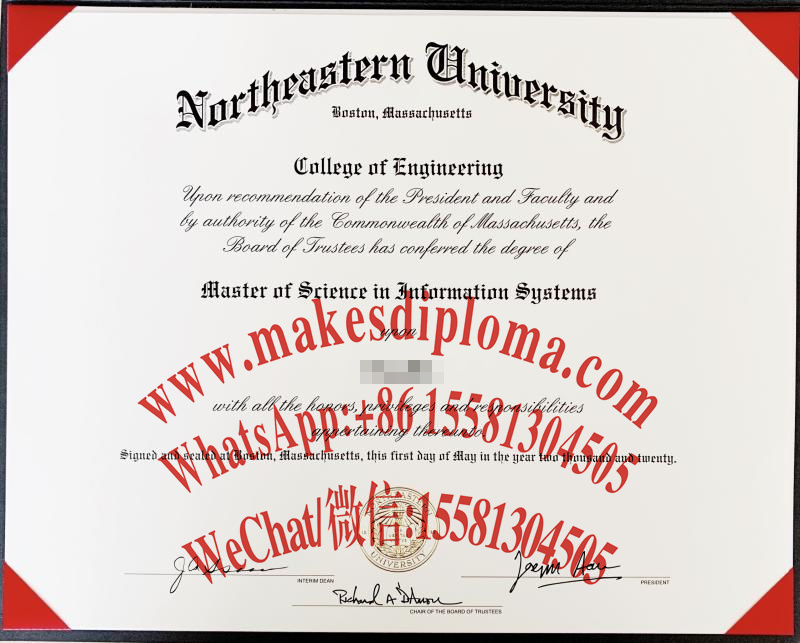 Northeastern University
Boston, Massachusetts
College of Engineering
Upon recommendation of the President and Faculty and
by authority of the Commonwealth of Massachusetts, the
Board of Trustees has conferred the degree of
Master of Science in Information Systems
www.makesdiploma.com
upon
with all the honors, privileges and responsibilities
WhatsApp:+86 15581304505
appertaining thereunto
Signed and sealed at Boston, Massachusetts, this first day of May in the year two thousand and twenty.
WeChat/微信:15581304505
UNIVERSITY
INTERIM DEAN
PRESIDENT
Richard A D'Amore
CHAIR OF THE BOARD OF TRUSTEES